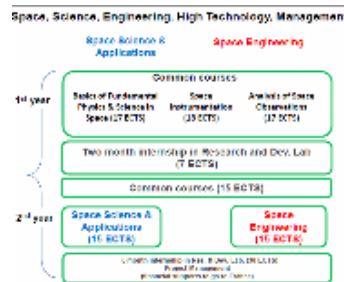 Space, Science, Engineering, High Technology, Management
Space Science &
Applications
Space Engineering
Common courses
1st year
Basics of Fundamental
Physics & Science in
Space (17 ECTS)
Space
Instrumentation
Analysis of Space
Observations
(17 ECTS)
Two month internship in Research and Dev. Lab
(7 ECTS)
Common courses (15 ECTS)
2nd year
Space Science &
Applications
(15 ECTS)
Space
Engineering
(15 ECTS)
Project Management